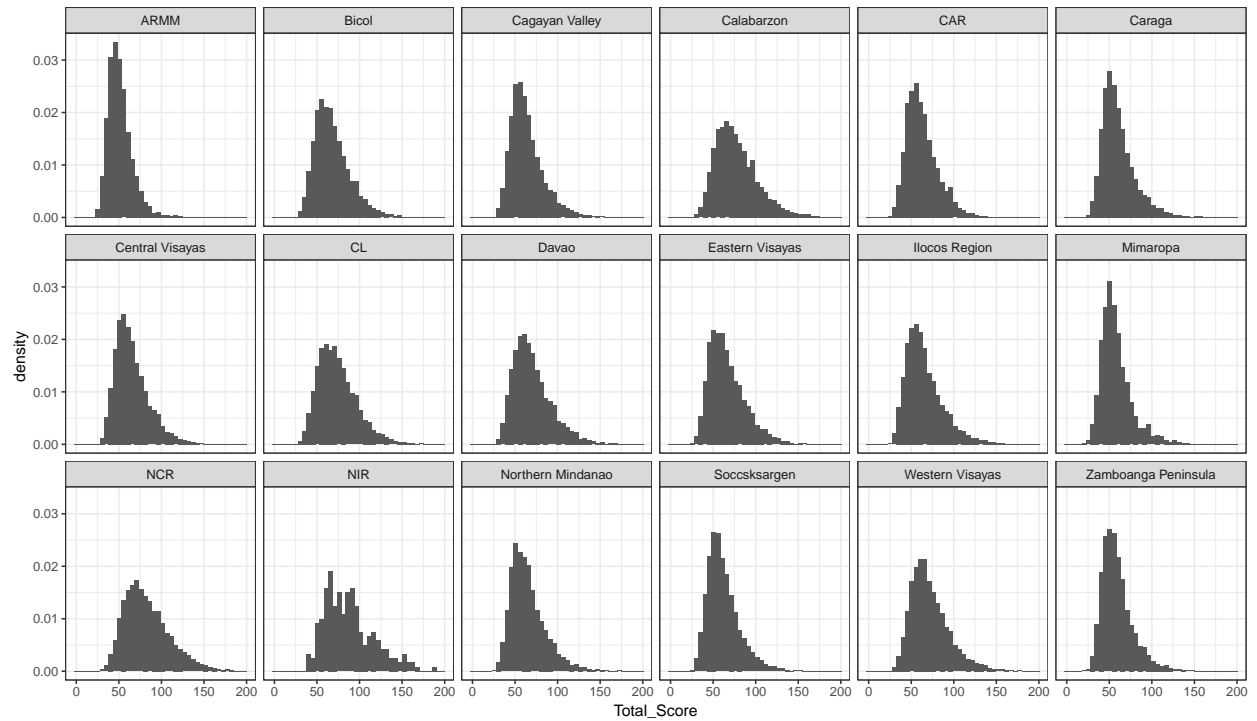 ARMM Bicol Cagayan Valley Calabarzon CAR Caraga
0.03
0.02
0.01
0.00
Central Visayas CL Davao Eastern Visayas Ilocos Region Mimaropa
density
0.03
0.02
0.01
0.00
NCR NIR Northern Mindanao Soccsksargen Western Visayas Zamboanga Peninsula
0.03
0.02
0.01
0.00
0 50 100 150 200 0 50 100 150 200 0 50 100 150 200 0 50 100 150 200 0 50 100 150 200 0 50 100 150 200
Total_Score